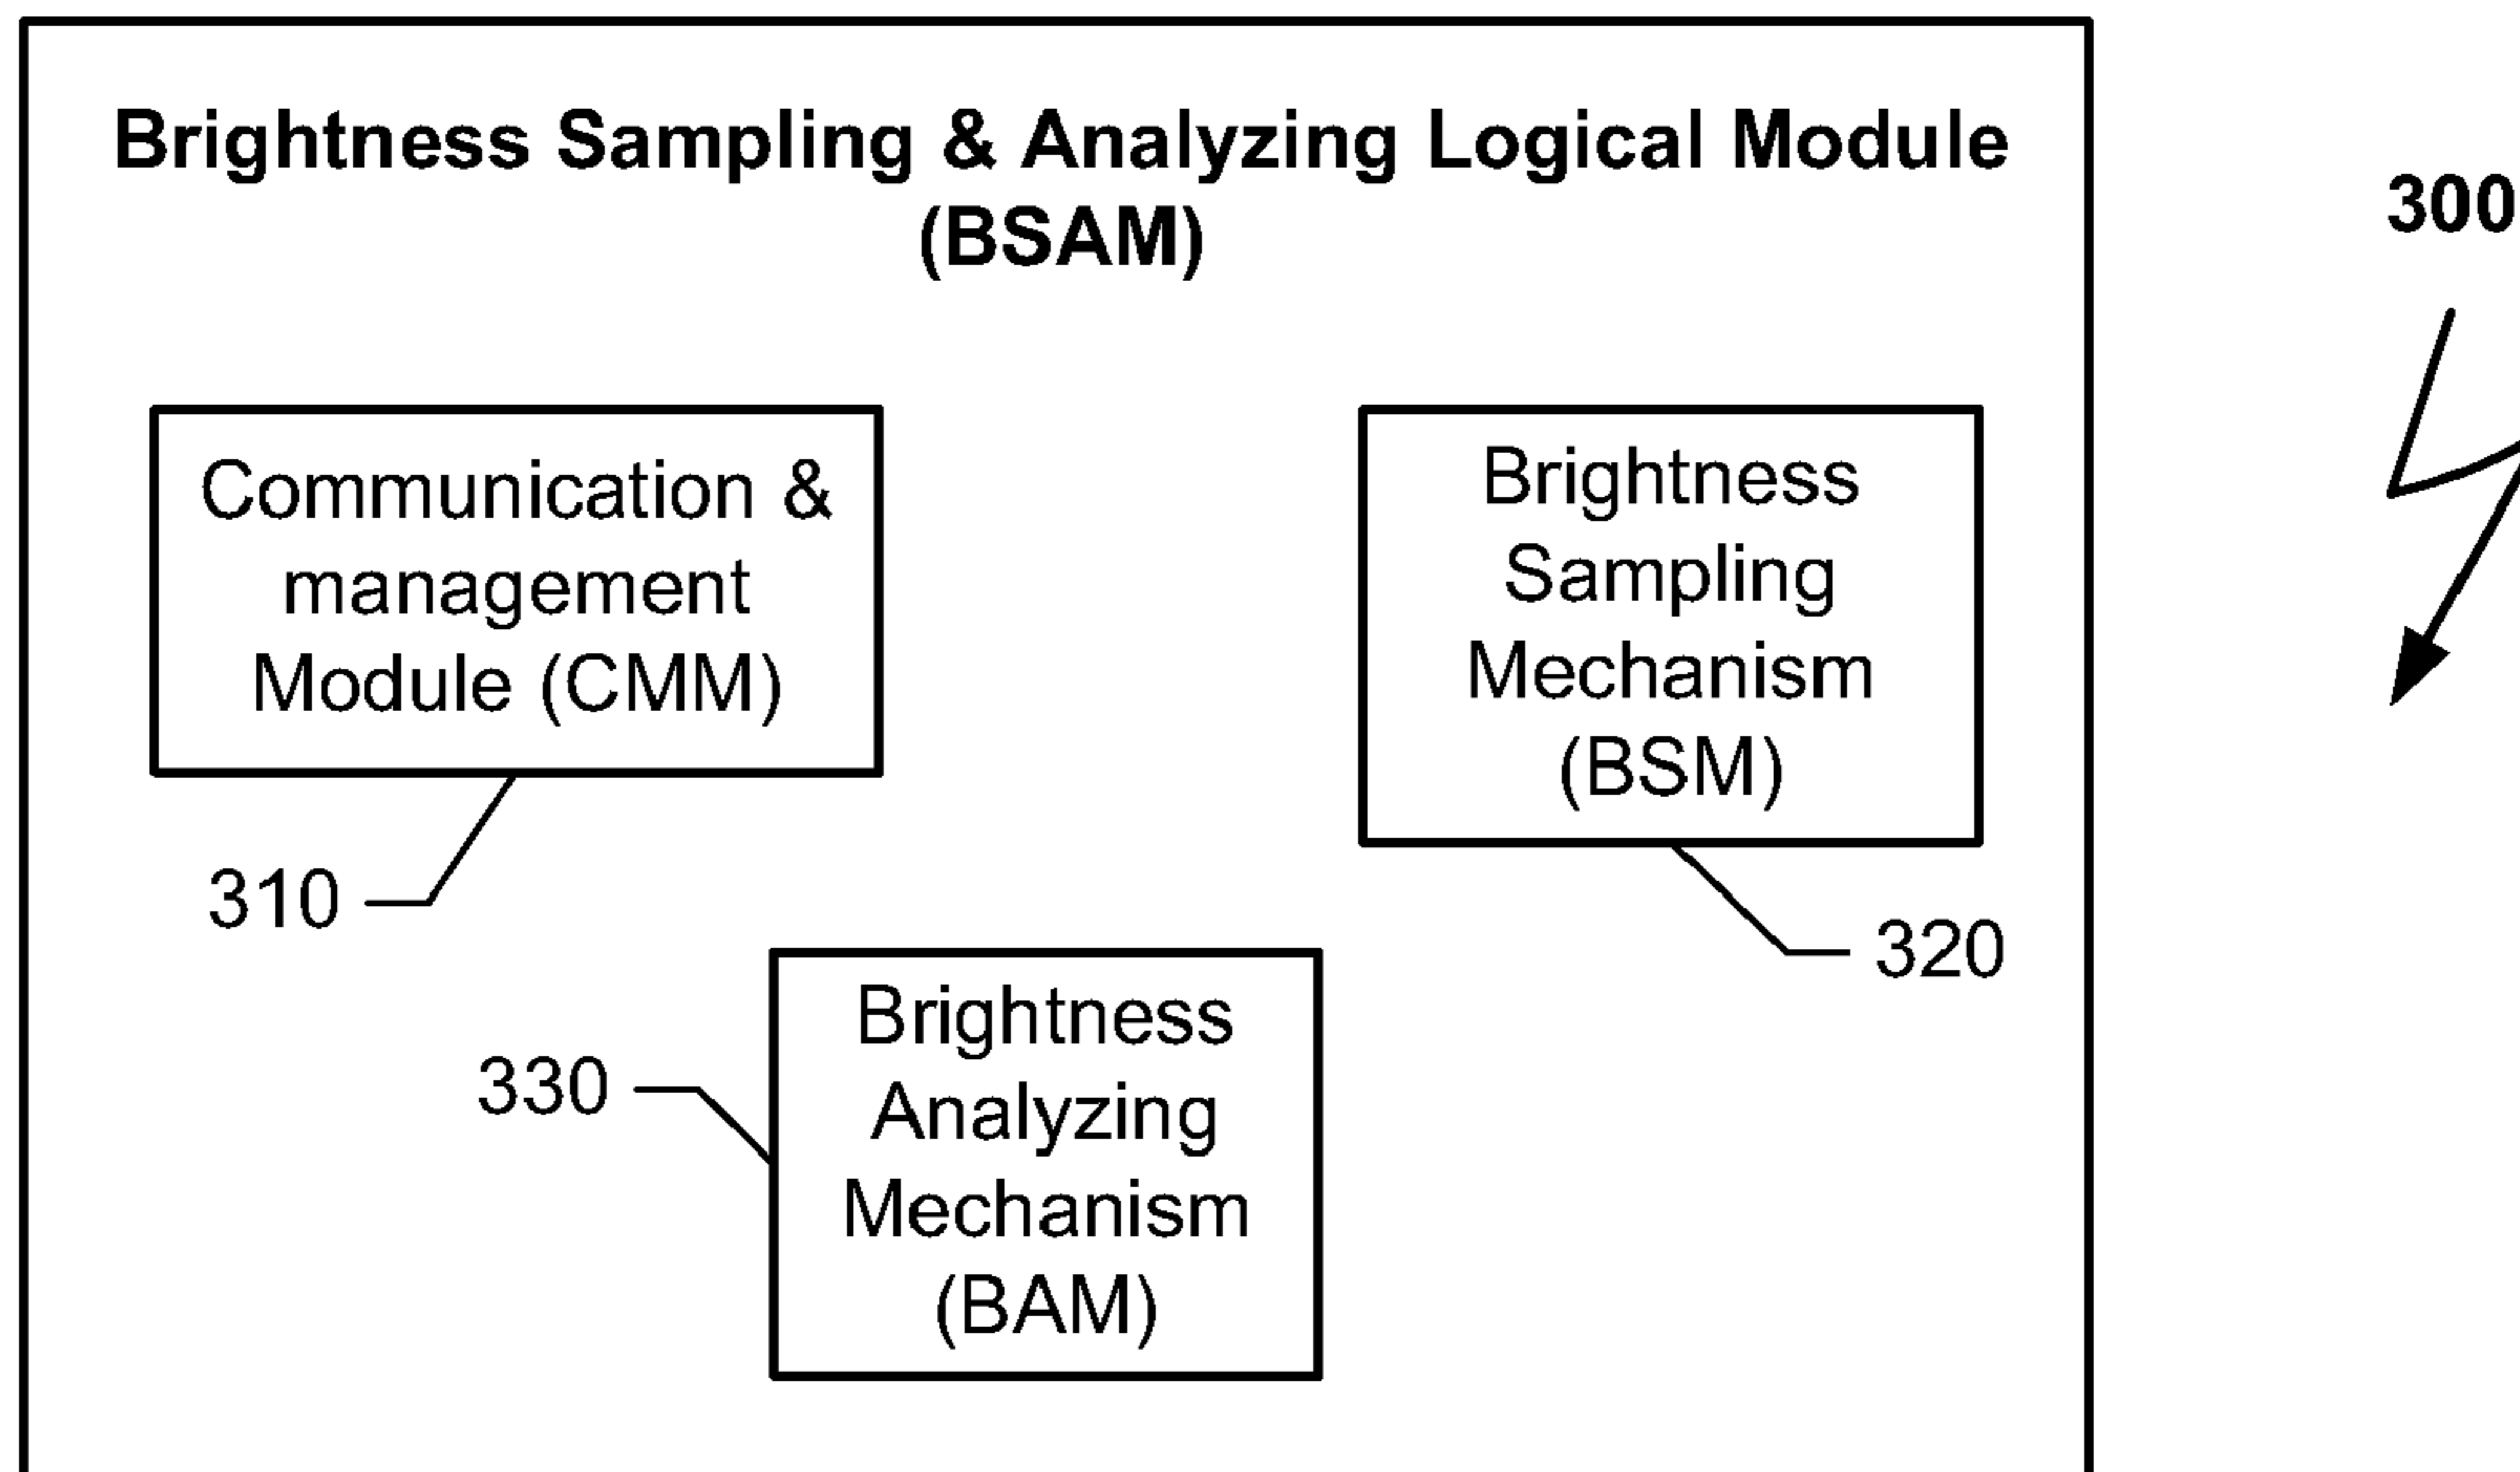 Brightness Sampling & Analyzing Logical Module
(BSAM)
300
Communication &
management
Module (CMM)
310
Brightness
Sampling
Mechanism
(BSM)
320
330
Brightness
Analyzing
Mechanism
(BAM)